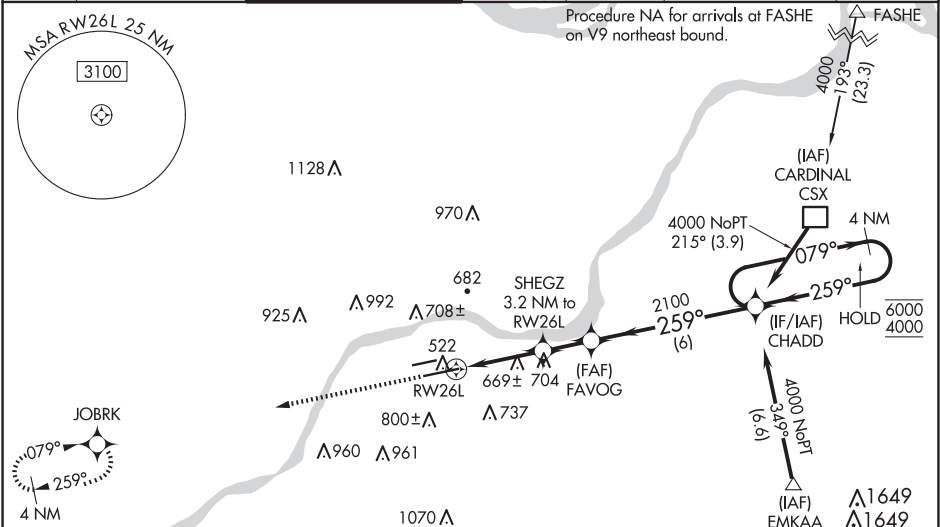 MSA RW26L 25 NM
3100
Procedure NA for arrivals at FASHE
on V9 northeast bound.
FASHE
4000
193°
(23.3)
(IAF)
CARDINAL
CSX
1128
970
4000 NoPT
215° (3.9)
4 NM
079°
682
SHEGZ
3.2 NM to
RW26L
2100
259°
(6)
259°
HOLD
6000
4000
(IF/IAF)
CHADD
925
992
708±
522
RW26L
669±
704
(FAF)
FAVOG
4000 NoPT
349°
(6.6)
JOBRK
079°
259°
4 NM
800±
737
960
961
1070
(IAF)
EMKAA
1649
1649